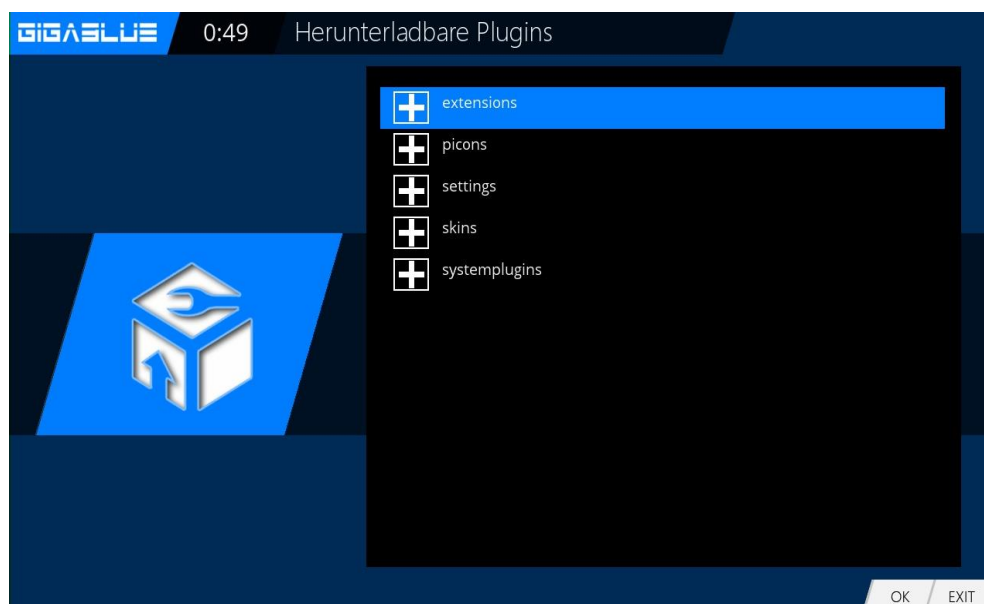 GIGABLUE 0:49 Herunterladbare Plugins
extensions
picons
settings
skins
systemplugins
OK EXIT